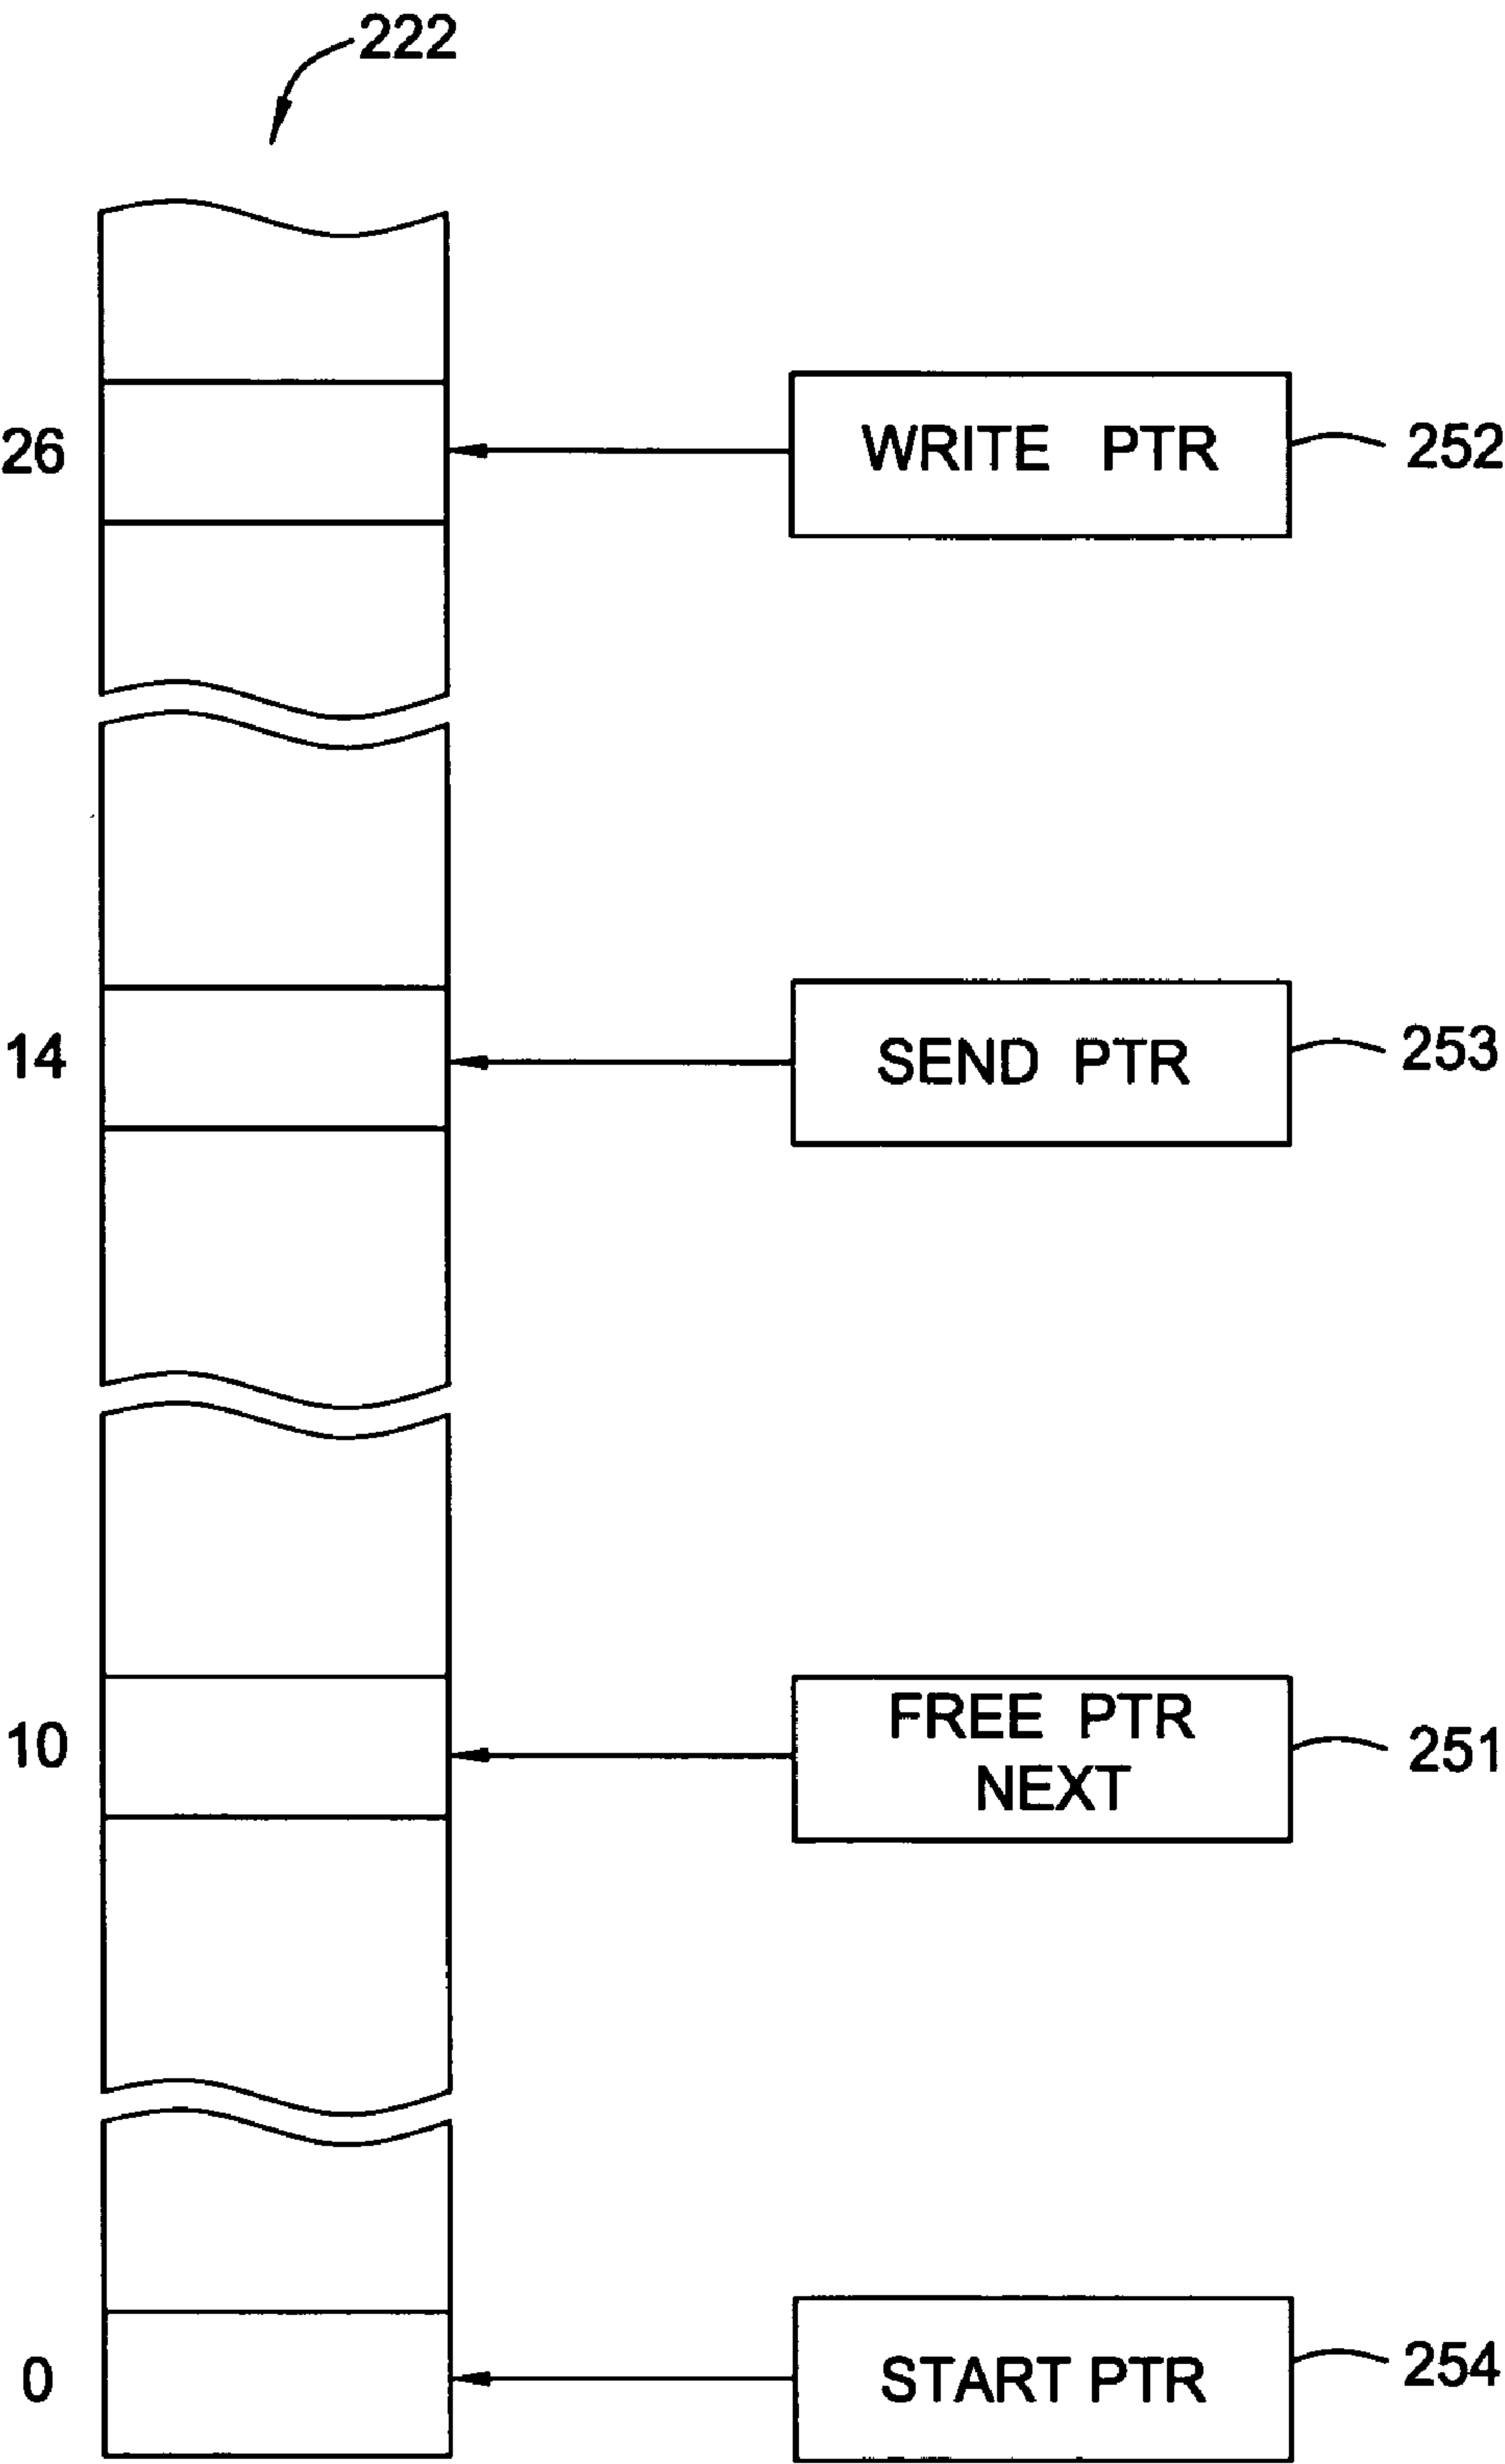 222
26
WRITE PTR
252
14
SEND PTR
253
10
FREE PTR
NEXT
251
0
START PTR
254